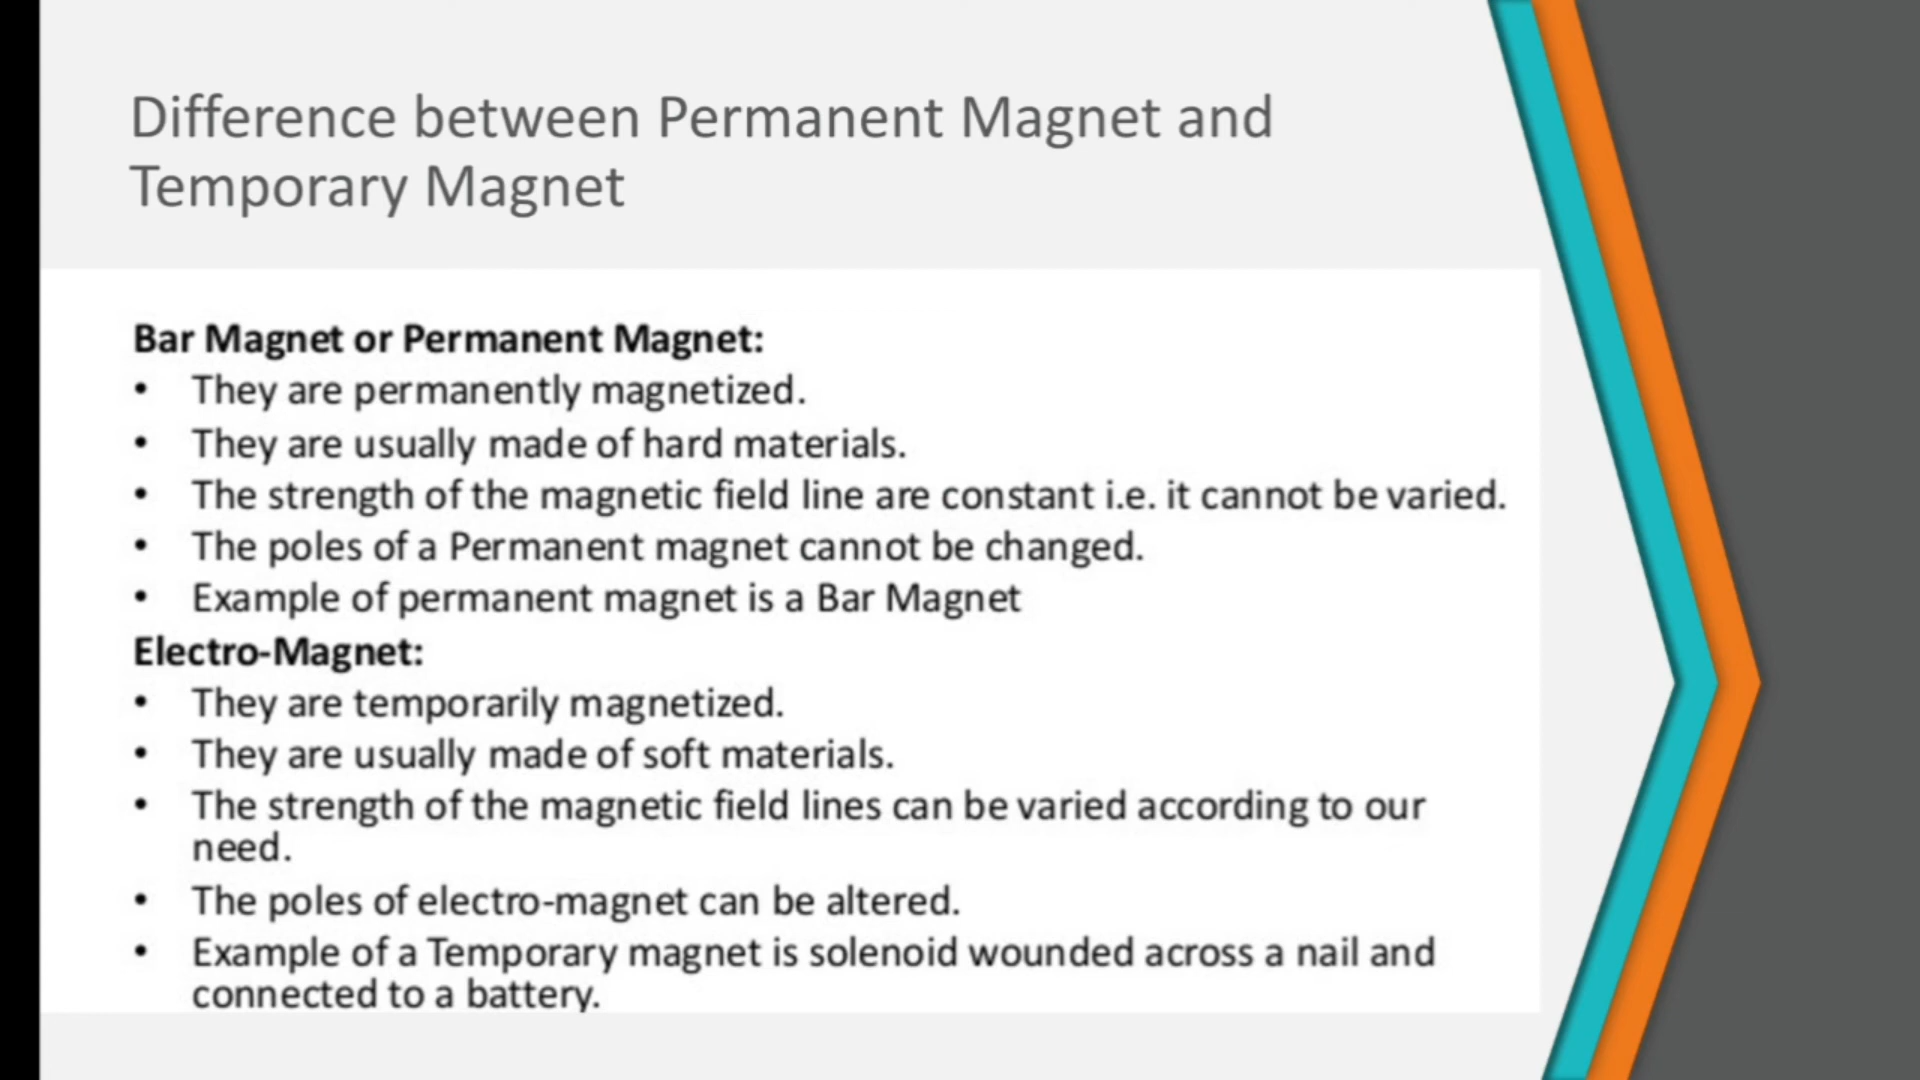 Difference between Permanent Magnet and
Temporary Magnet
Bar Magnet or Permanent Magnet:
• They are permanently magnetized.
• They are usually made of hard materials.
• The strength of the magnetic field line are constant i.e. it cannot be varied.
• The poles of a Permanent magnet cannot be changed.
• Example of permanent magnet is a Bar Magnet
Electro-Magnet:
• They are temporarily magnetized.
• They are usually made of soft materials.
• The strength of the magnetic field lines can be varied according to our
need.
• The poles of electro-magnet can be altered.
• Example of a Temporary magnet is solenoid wounded across a nail and
connected to a battery.